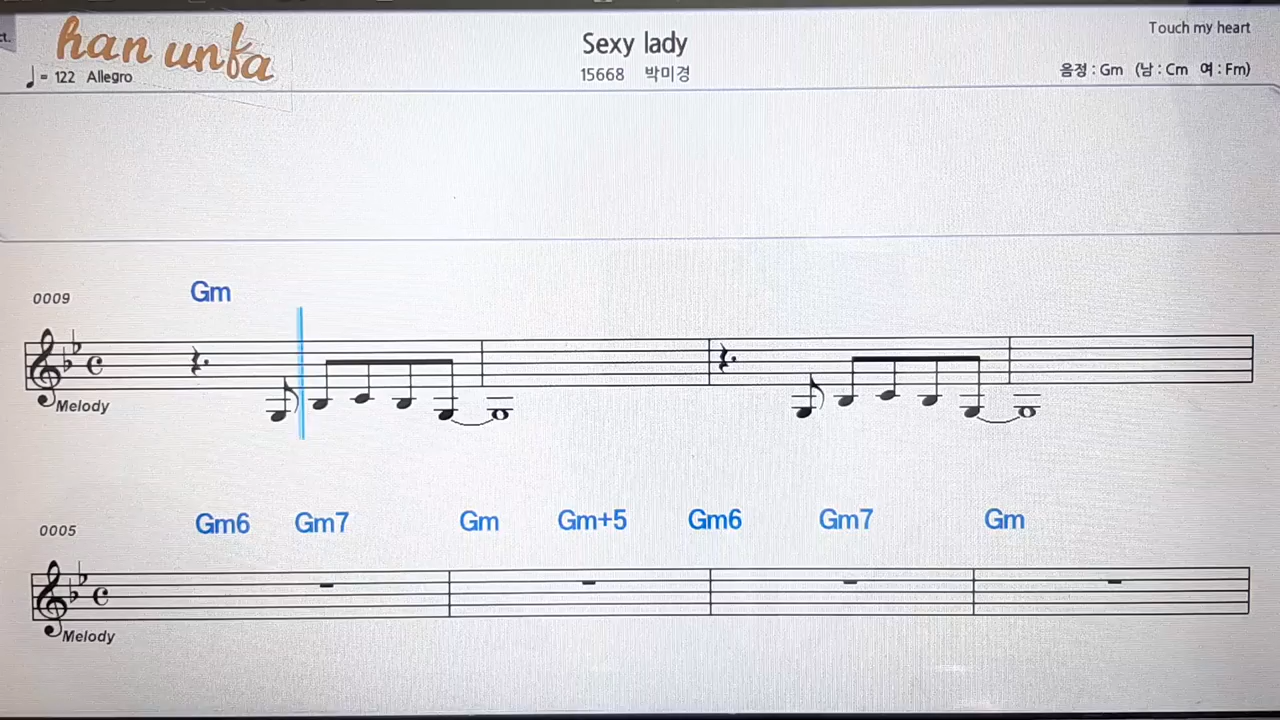 ct.
han unfa
Sexy lady
Touch my heart
♩ = 122 Allegro
15668 박미경
음정 : Gm (남 : Cm 여 : Fm)
Gm
0009
Melody
Gm6 Gm7 Gm Gm+5 Gm6 Gm7 Gm
0005
Melody